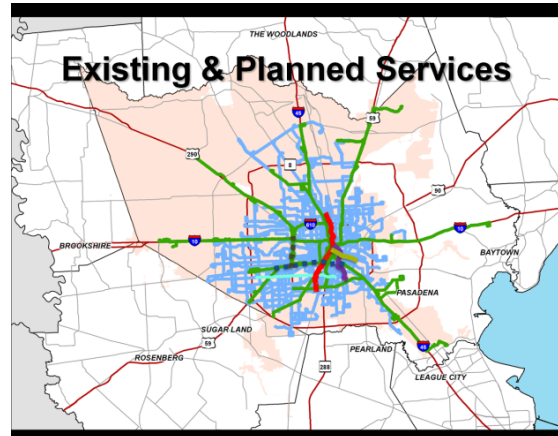 THE WOODLANDS
Existing & Planned Services
45
59
290
8
90
610
10
10
BROOKSHIRE
BAYTOWN
PASADENA
SUGAR LAND
59
PEARLAND
45
ROSENBERG
288
LEAGUE CITY